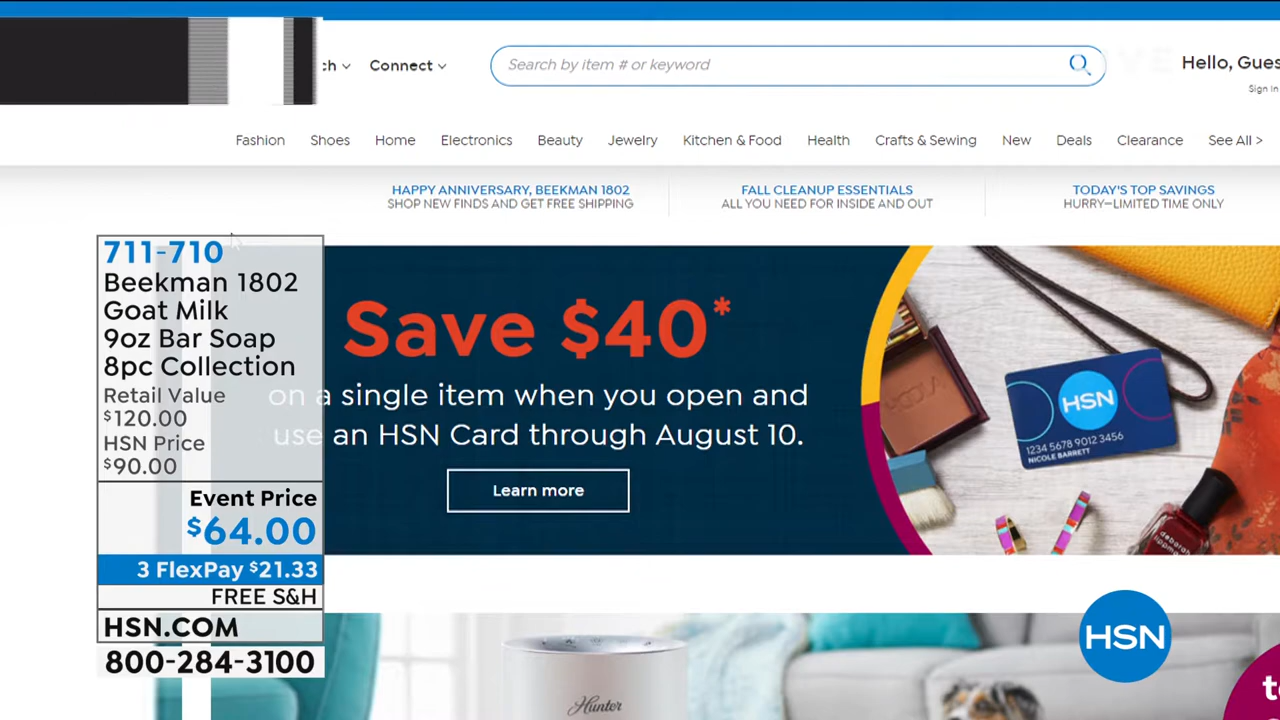 ch
Connect
Search by item # or keyword
Hello, Gues
Sign In
Fashion
Shoes
Home
Electronics
Beauty
Jewelry
Kitchen & Food
Health
Crafts & Sewing
New
Deals
Clearance
See All >
HAPPY ANNIVERSARY, BEEKMAN 1802
SHOP NEW FINDS AND GET FREE SHIPPING
FALL CLEANUP ESSENTIALS
ALL YOU NEED FOR INSIDE AND OUT
TODAY'S TOP SAVINGS
HURRY—LIMITED TIME ONLY
711-710
Beekman 1802
Goat Milk
9oz Bar Soap
8pc Collection
Retail Value
$120.00
HSN Price
$90.00
Event Price
$64.00
3 FlexPay $21.33
FREE S&H
HSN.COM
800-284-3100
Save $40*
on a single item when you open and
use an HSN Card through August 10.
Learn more
HSN
1234 5678 9012 3456
NICOLE BARRETT
deborah
lippmann
Hunter
HSN